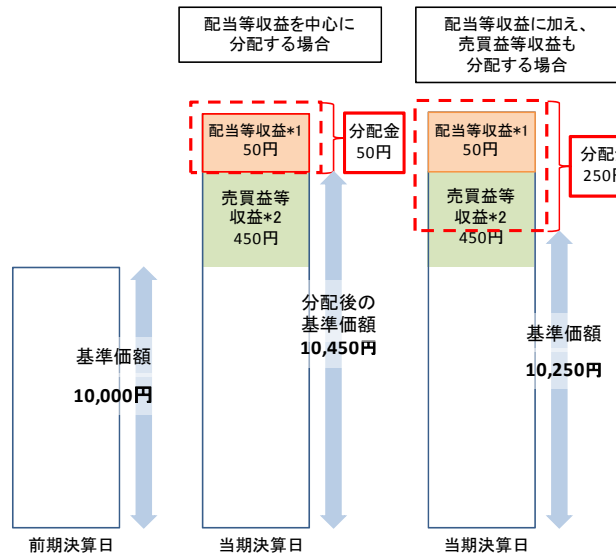 配当等収益を中心に
分配する場合
配当等収益に加え、
売買益等収益も
分配する場合
配当等収益*1
50円
分配金
50円
売買益等
収益*2
450円
分配後の
基準価額
10,450円
配当等収益*1
50円
売買益等
収益*2
450円
分配
250円
基準価額
10,250円
基準価額
10,000円
前期決算日
当期決算日
当期決算日